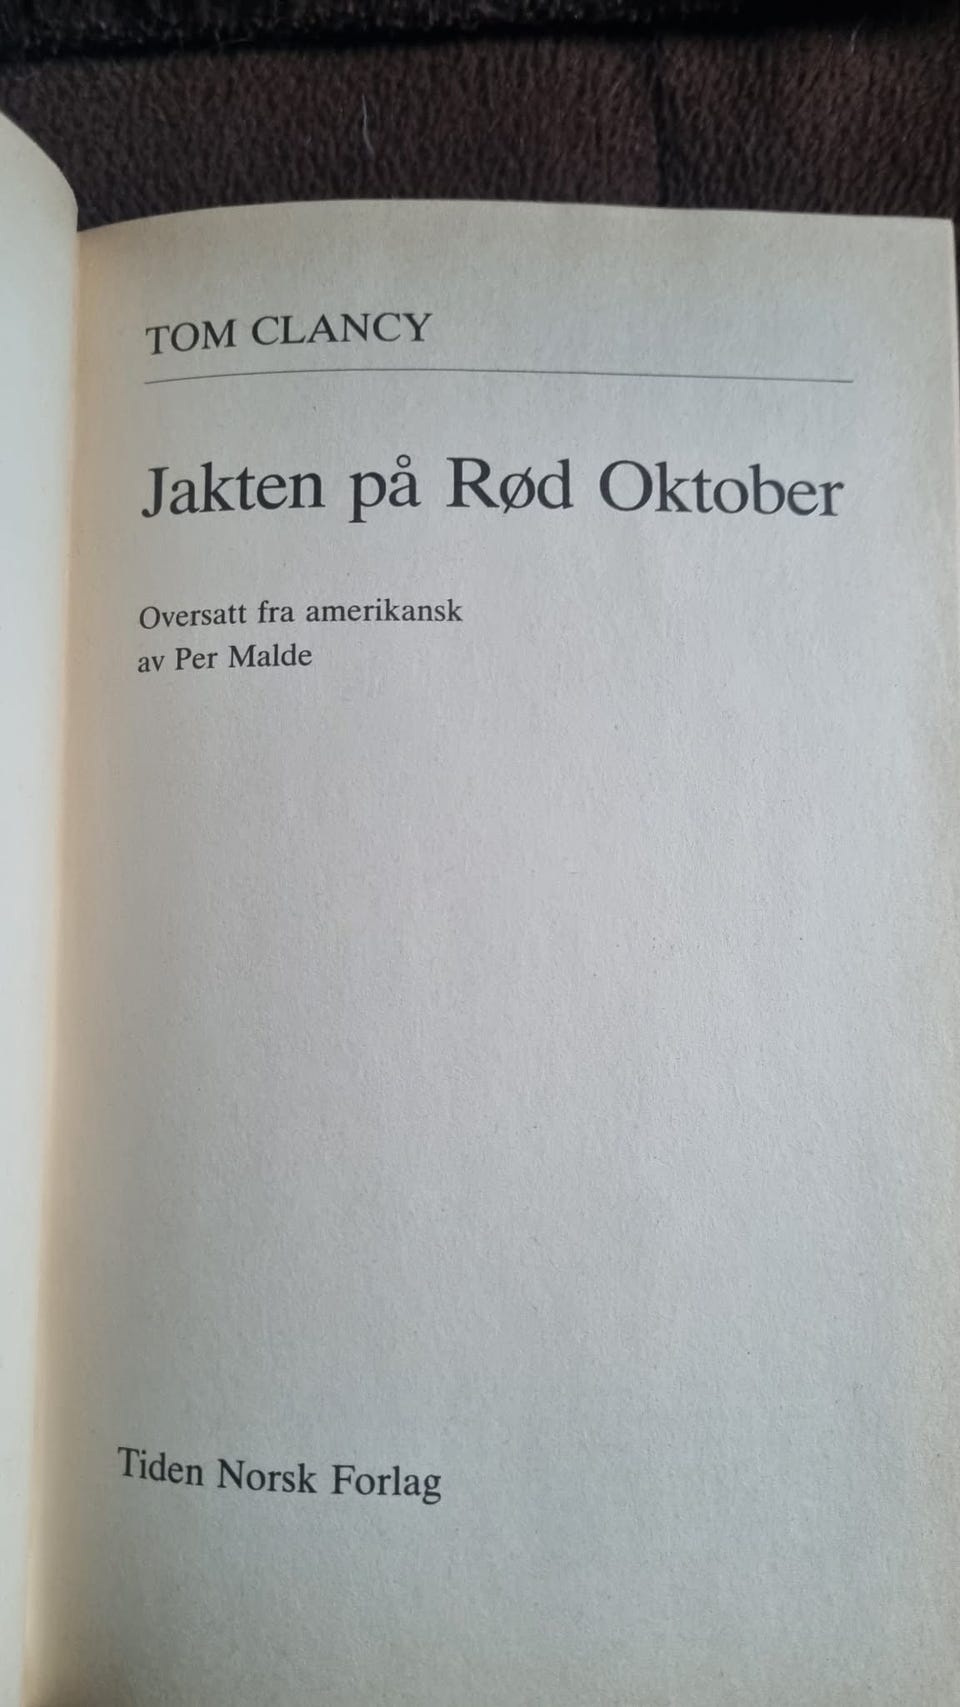 TOM CLANCY
Jakten på Rød Oktober
Oversatt fra amerikansk
av Per Malde
Tiden Norsk Forlag